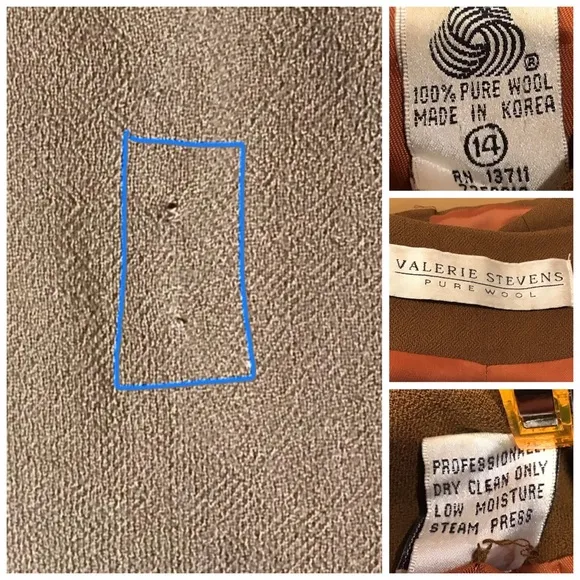 ®
100% PURE WOOL
MADE IN KOREA
14
RN 13711
VALERIE STEVENS
PURE WOOL
DRY CLEAN ONLY
LOW MOISTURE
STEAM PRESS